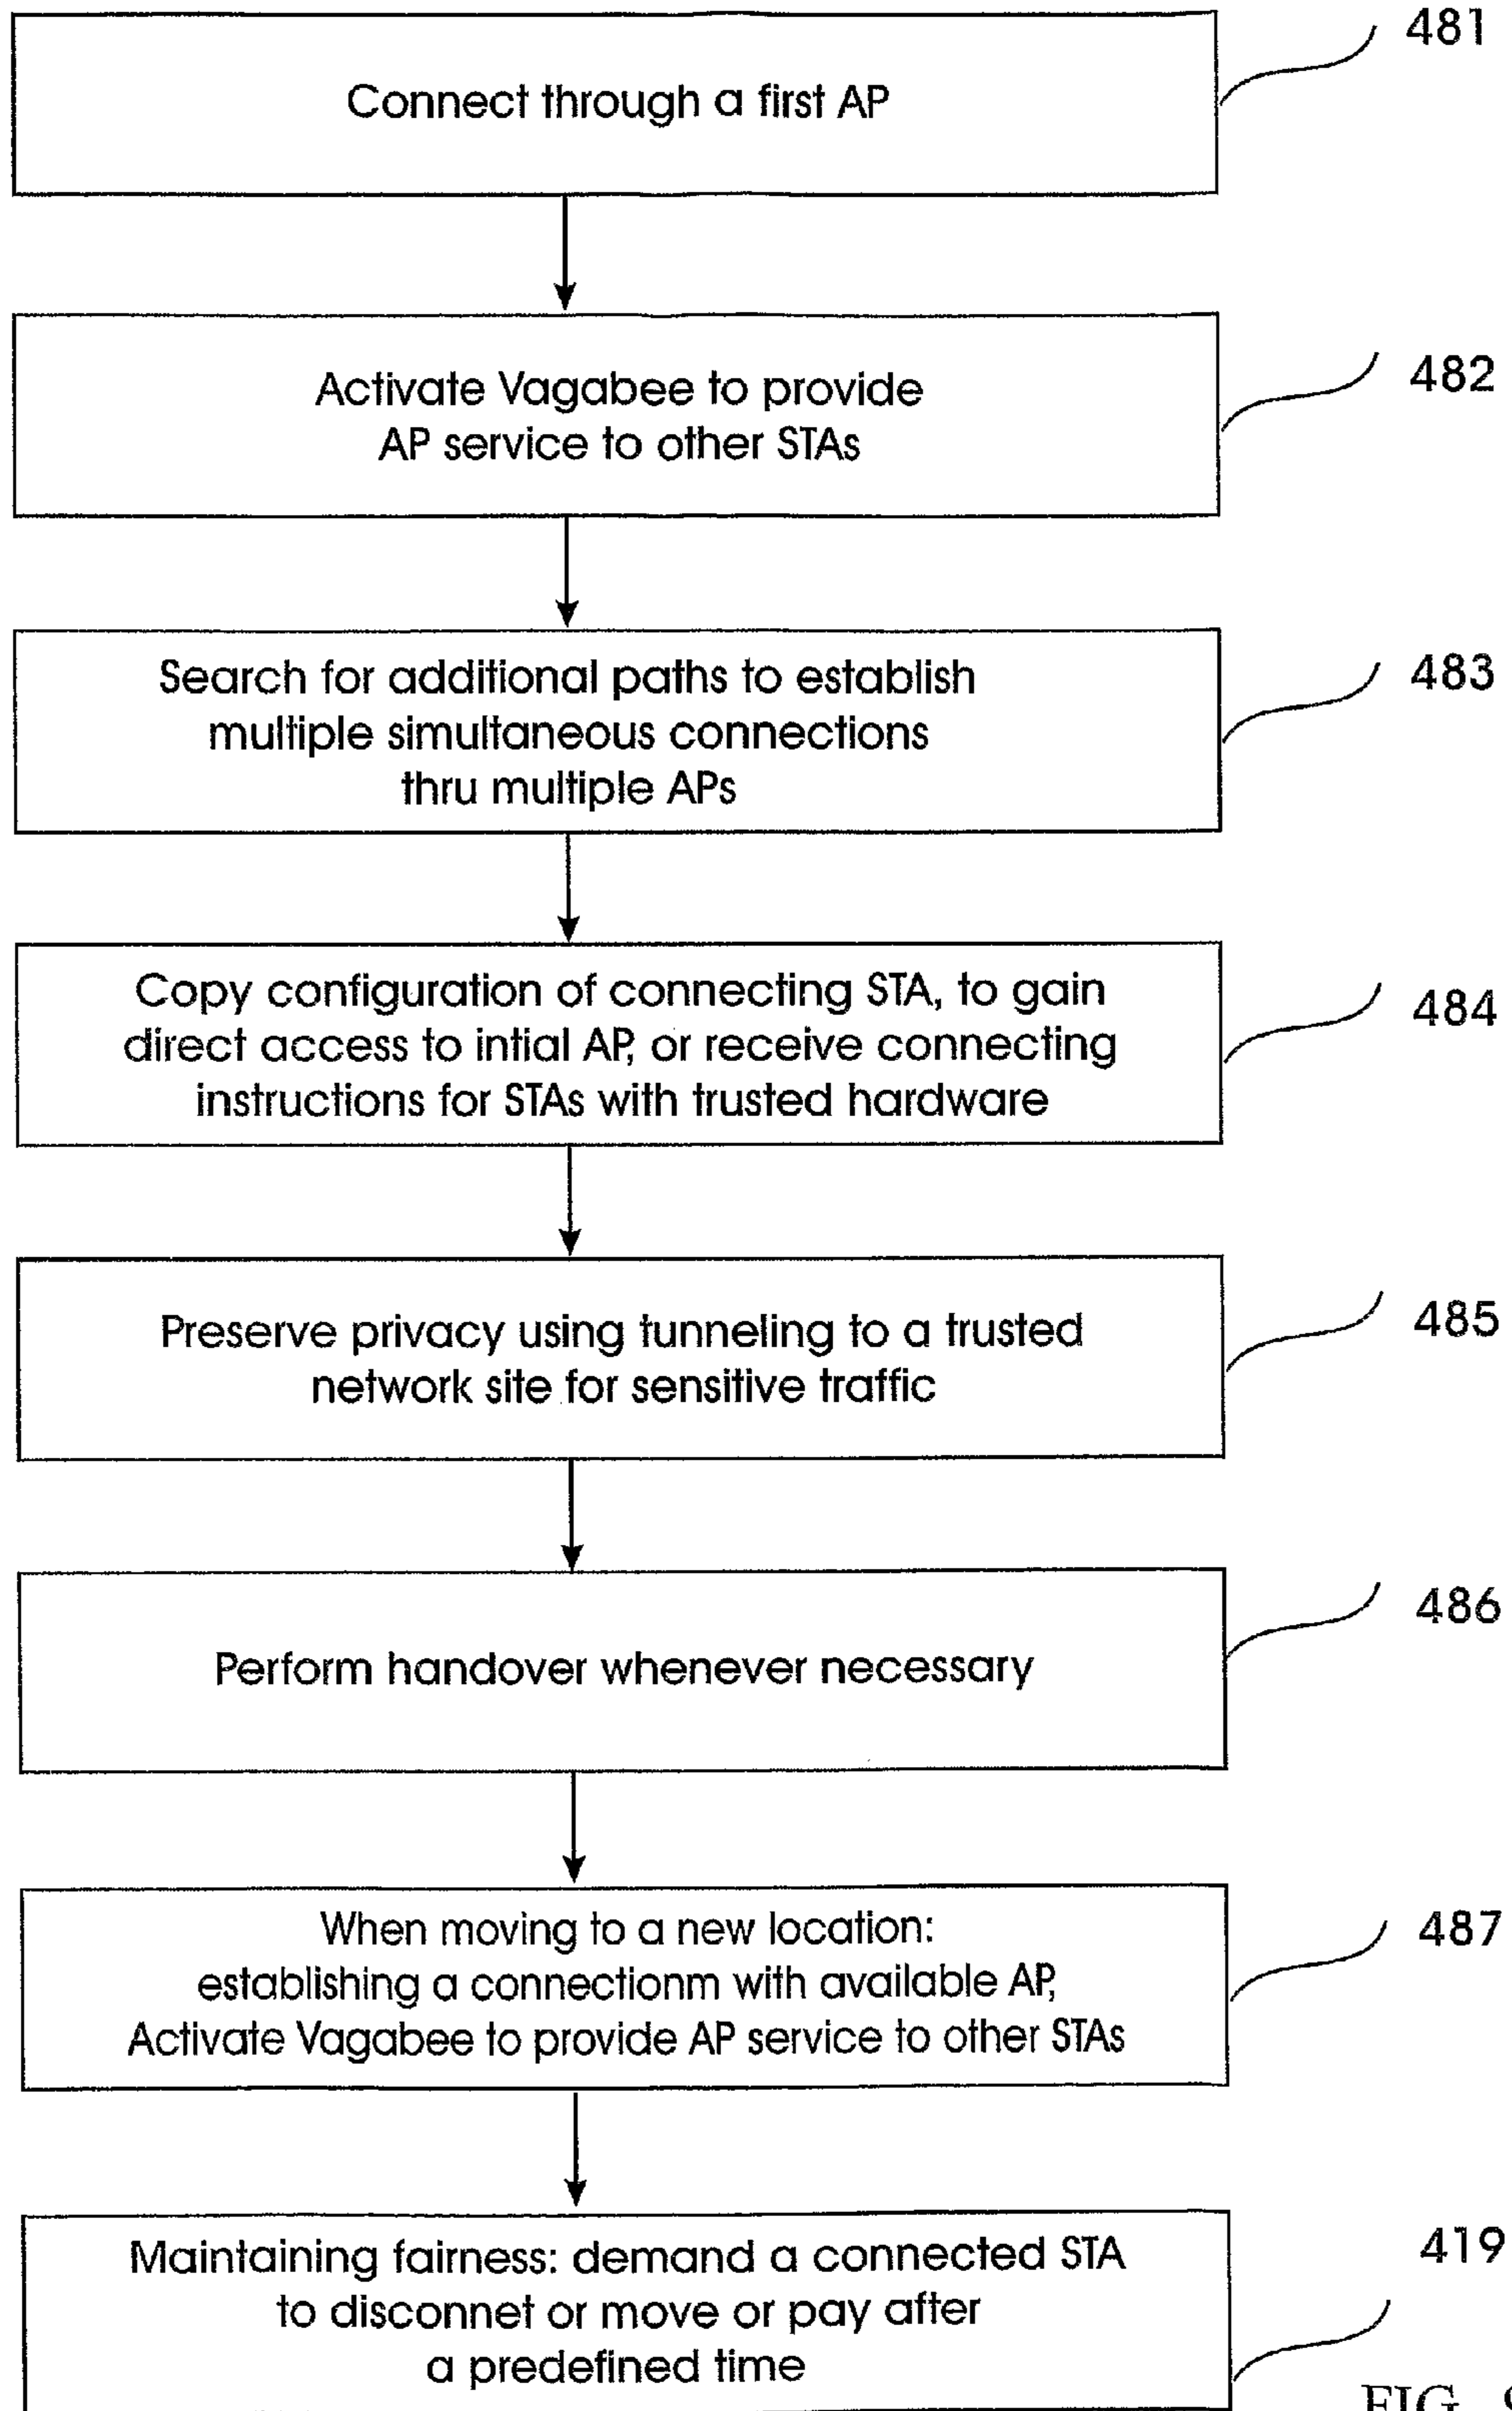 481
Connect through a first AP
482
Activate Vagabee to provide
AP service to other STAs
483
Search for additional paths to establish
multiple simultaneous connections
thru multiple APs
484
Copy configuration of connecting STA, to gain
direct access to intial AP, or receive connecting
instructions for STAs with trusted hardware
485
Preserve privacy using tunneling to a trusted
network site for sensitive traffic
486
Perform handover whenever necessary
487
When moving to a new location:
establishing a connectionm with available AP,
Activate Vagabee to provide AP service to other STAs
419
Maintaining fairness: demand a connected STA
to disconnet or move or pay after
a predefined time
FIG.